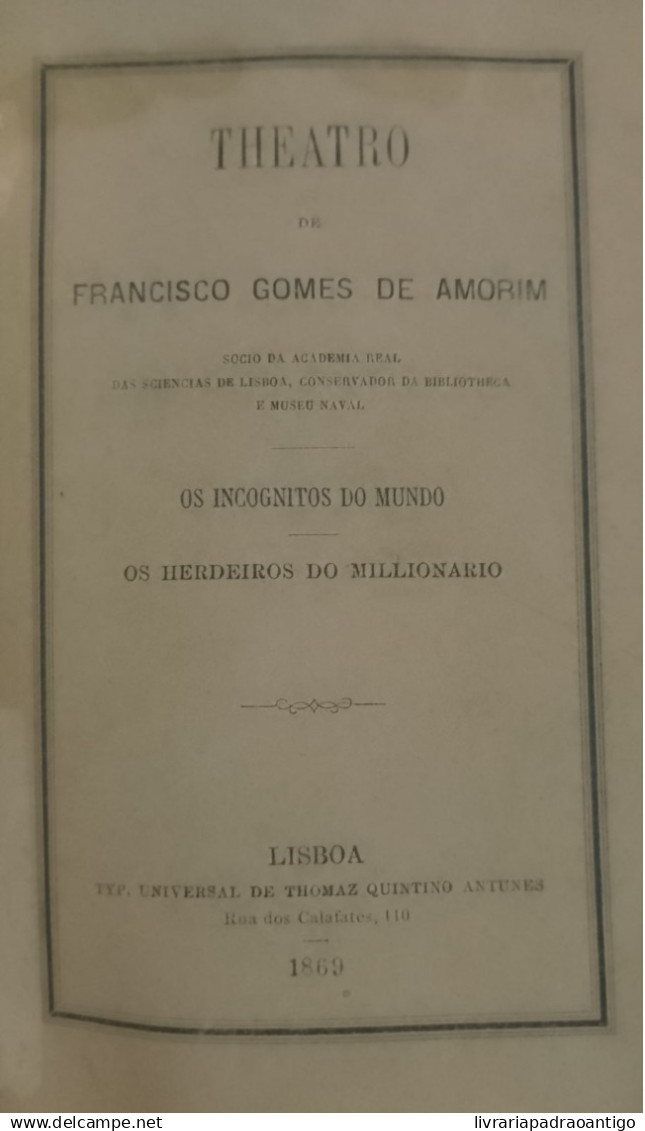 THEATRO
DE
FRANCISCO GOMES DE AMORIM
SOCIO DA ACADEMIA REAL
DAS SCIENCIAS DE LISBOA, CONSERVADOR DA BIBLIOTHECA
E MUSEU NAVAL
OS INCOGNITOS DO MUNDO
OS HERDEIROS DO MILLIONARIO
LISBOA
TYP. UNIVERSAL DE THOMAZ QUINTINO ANTUNES
Rua dos Calafates, 110
1869
www.delcampe.net
livrariapadraoantigo